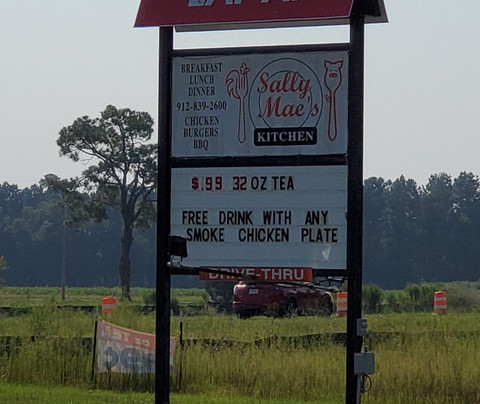 BREAKFAST
LUNCH
DINNER
912-839-2600
CHICKEN
BURGERS
BBQ
Sally
Mae's
KITCHEN
$.99 32 OZ TEA
FREE DRINK WITH ANY
SMOKE CHICKEN PLATE
DRIVE-THRU